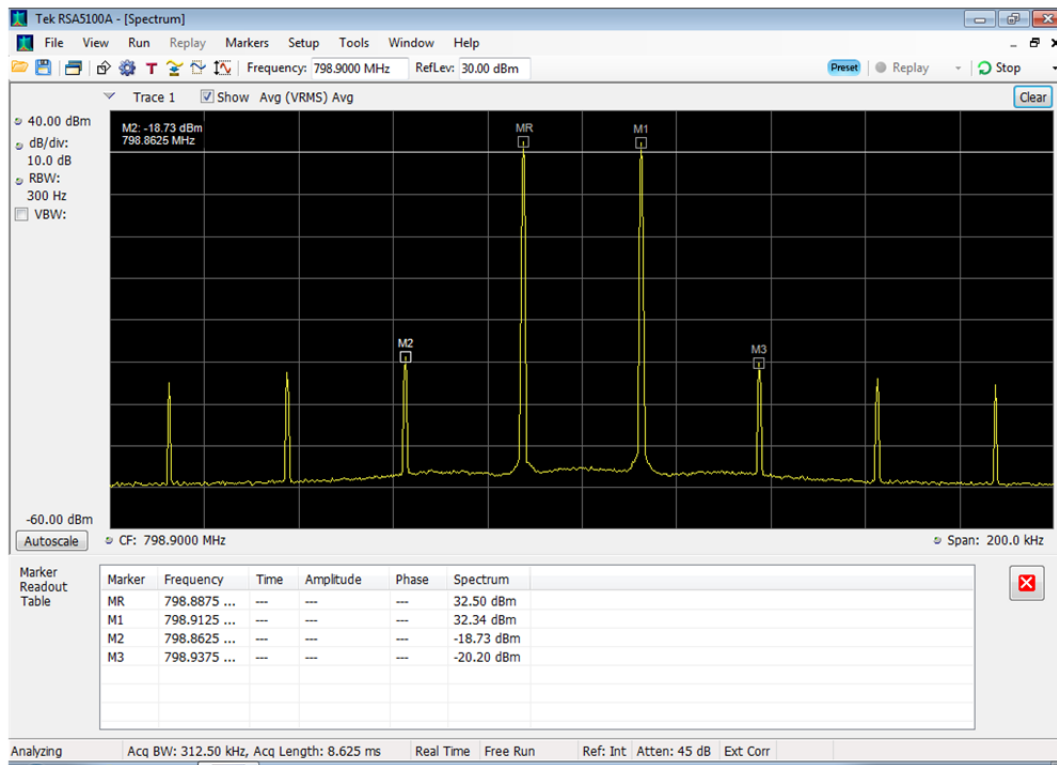 Tek RSA5100A - [Spectrum]
File View Run Replay Markers Setup Tools Window Help
Frequency: 798.9000 MHz RefLev: 30.00 dBm Preset Replay Stop
Trace 1 Show Avg (VRMS) Avg Clear
40.00 dBm
dB/div:
10.0 dB
RBW:
300 Hz
VBW:
M2: -18.73 dBm
798.8625 MHz
MR M1
M2 M3
-60.00 dBm
Autoscale CF: 798.9000 MHz Span: 200.0 kHz
Marker
Readout
Table
Marker Frequency Time Amplitude Phase Spectrum
MR 798.8875 ... --- --- --- 32.50 dBm
M1 798.9125 ... --- --- --- 32.34 dBm
M2 798.8625 ... --- --- --- -18.73 dBm
M3 798.9375 ... --- --- --- -20.20 dBm
Analyzing Acq BW: 312.50 kHz, Acq Length: 8.625 ms Real Time Free Run Ref: Int Atten: 45 dB Ext Corr